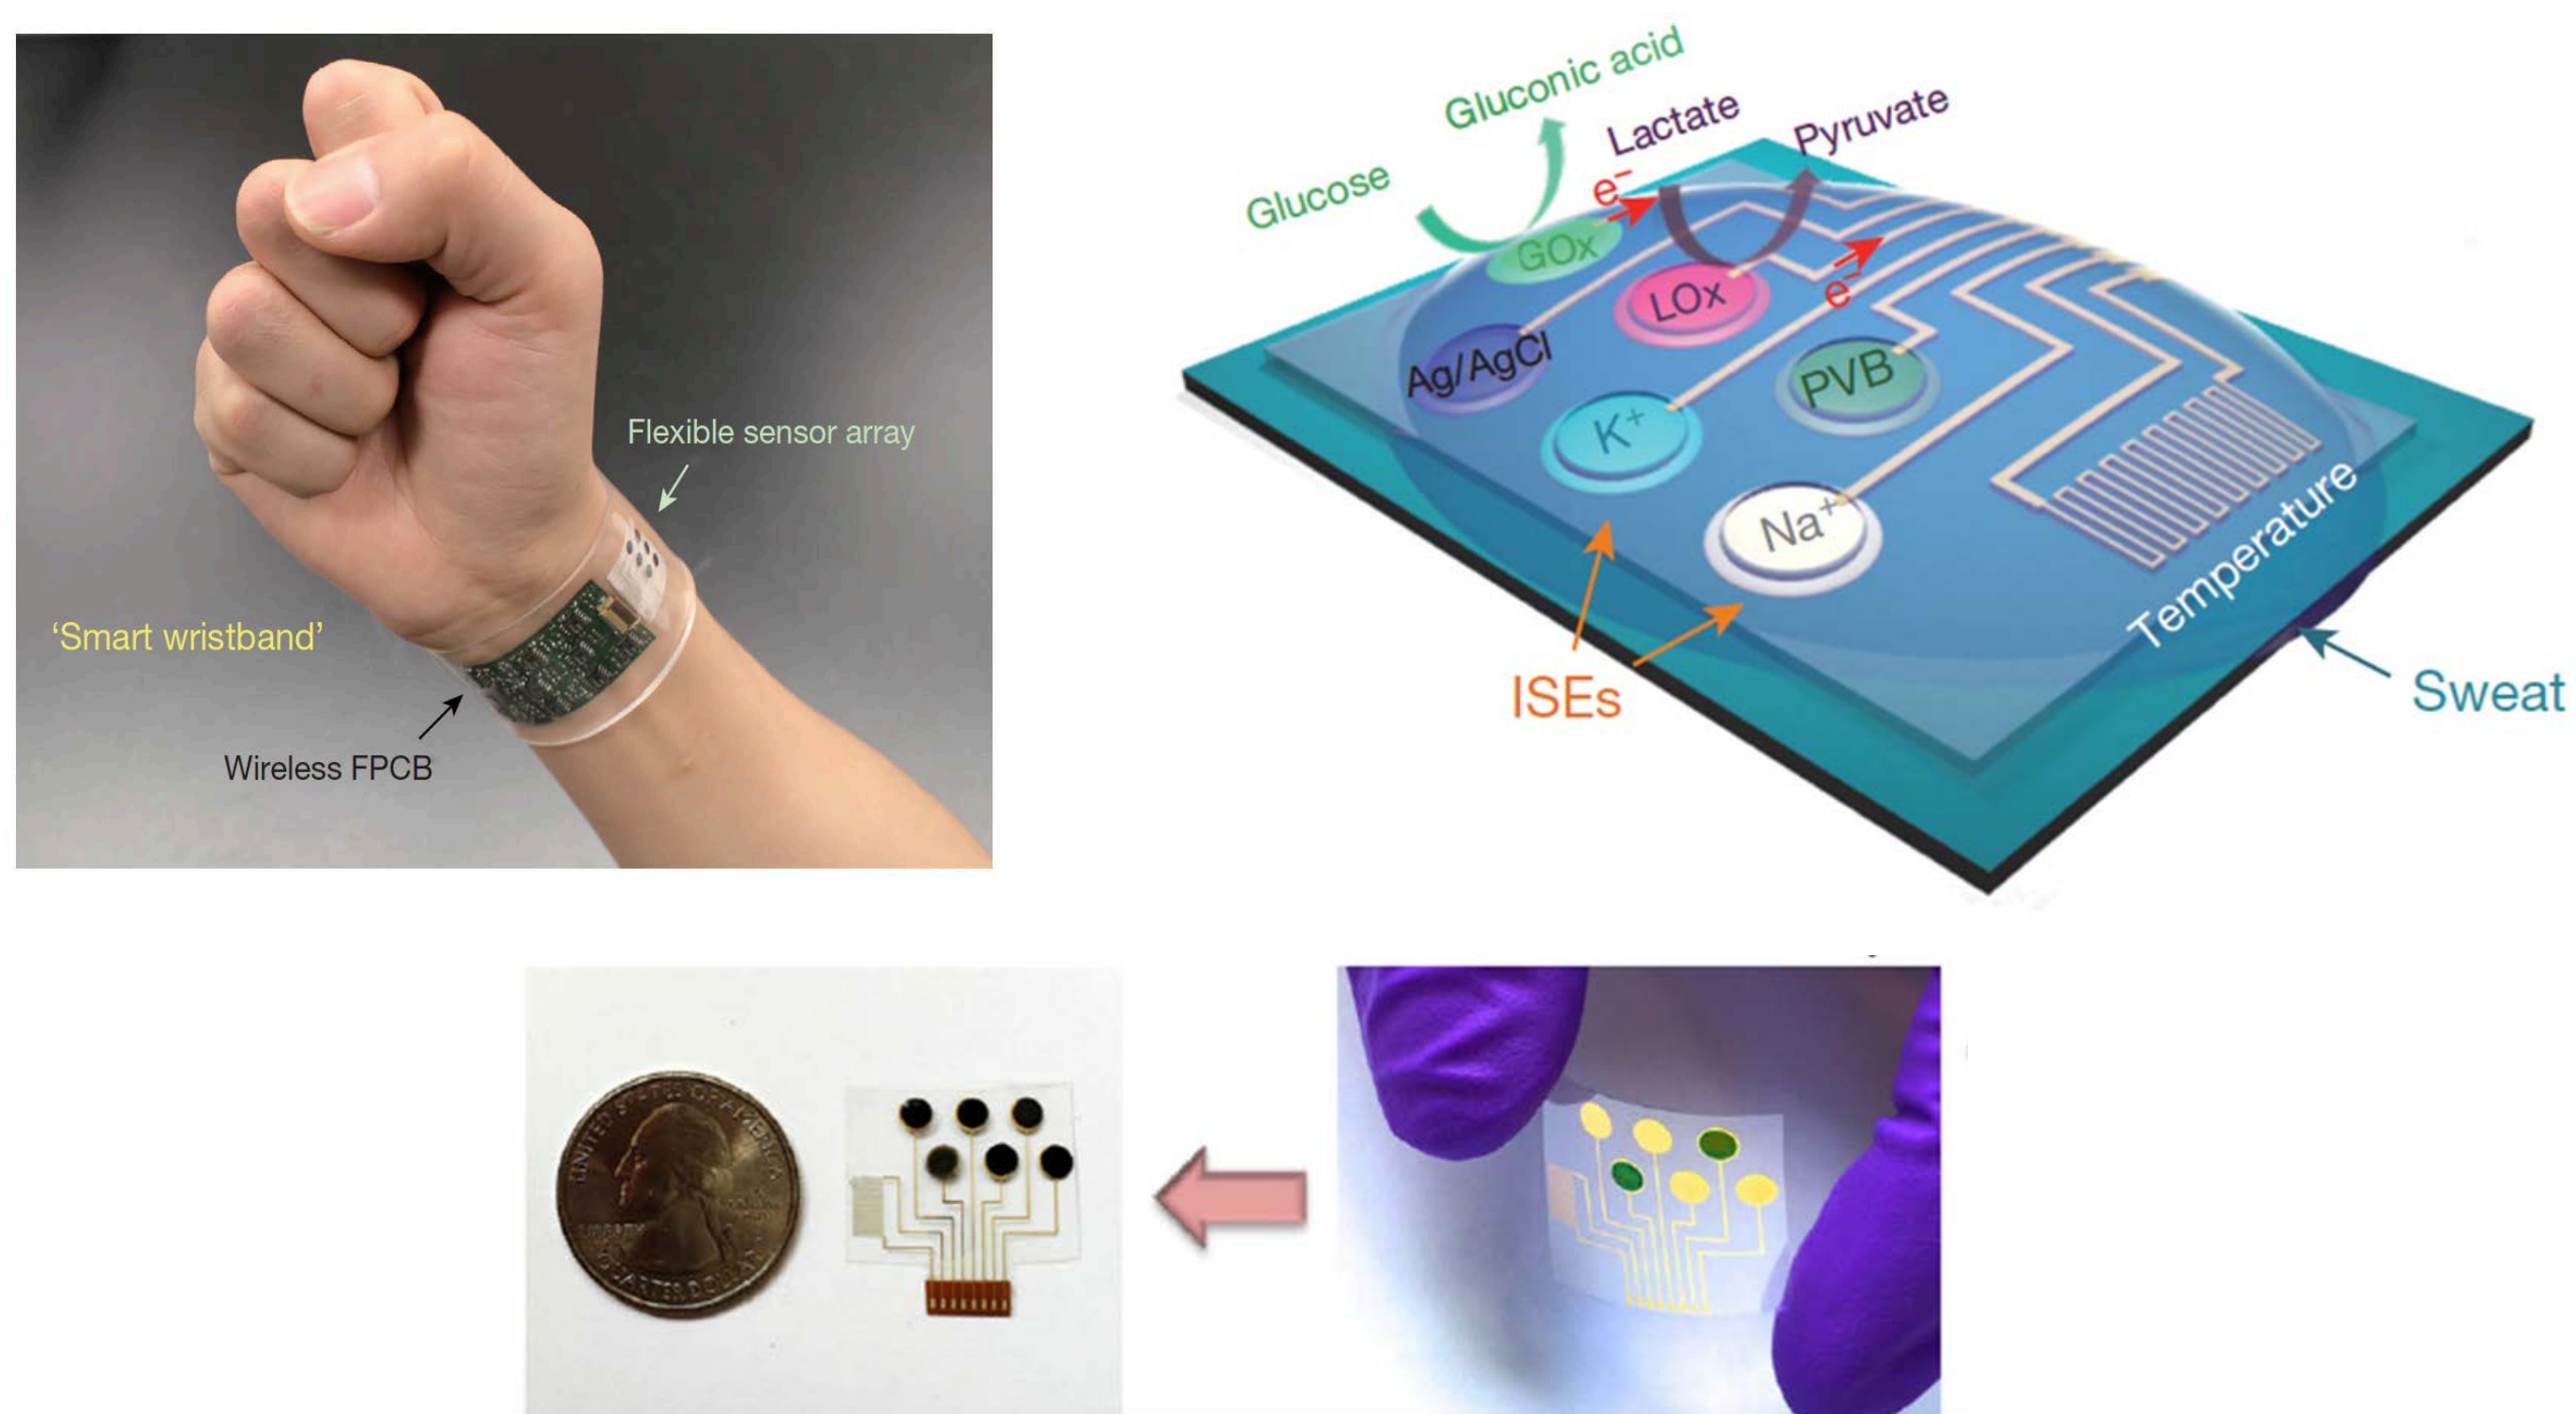 Flexible sensor array
‘Smart wristband’
Wireless FPCB
Gluconic acid
Glucose
Lactate
Pyruvate
e⁻
GOx
LOx
e⁻
Ag/AgCl
PVB
K⁺
Na⁺
Temperature
ISEs
Sweat
UNITED STATES OF AMERICA
LIBERTY
QUARTER DOLLAR